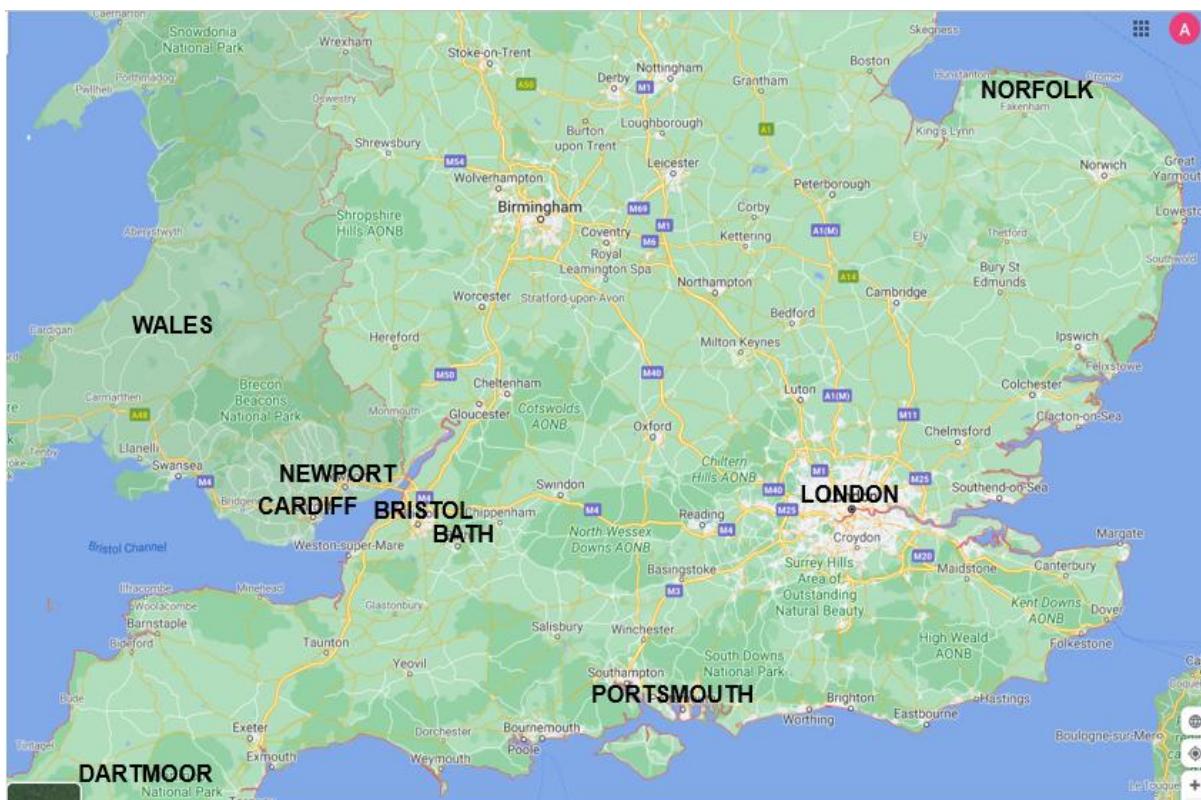 Caernarfon
Snowdonia
National Park
Wrexham
Stoke-on-Trent
Skegness
A
Porthmadog
Pwllheli
Oswestry
A50
Derby
Nottingham
M1
Grantham
Boston
Hunstanton
Cromer
NORFOLK
Fakenham
Shrewsbury
M54
Burton
upon Trent
Loughborough
A1
King's Lynn
Wolverhampton
Leicester
Peterborough
Norwich
Great
Yarmouth
Birmingham
Shropshire
Hills AONB
M69
M1
Corby
Lowesto
Aberystwyth
Coventry
M6
Kettering
A1(M)
Ely
Thetford
Royal
Leamington Spa
Southwold
A14
Bury St
Edmunds
Worcester
Stratford-upon-Avon
Northampton
Cambridge
WALES
Cardigan
Hereford
Bedford
Ipswich
Milton Keynes
Felixstowe
M50
Cheltenham
M40
Luton
A1(M)
Colchester
Brecon
Beacons
National Park
Carmarthen
A48
Monmouth
Gloucester
Cotswolds
AONB
M11
Clacton-on-Sea
Oxford
Chelmsford
Llanelli
Tenby
Swansea
M4
NEWPORT
Chiltern
Hills AONB
M1
M25
M40
Swindon
Southend-on-Sea
CARDIFF
Bridge
M4
BRISTOL
LONDON
M4
M25
Reading
M4
Chippenham
BATH
North Wessex
Downs AONB
Croydon
Margate
Bristol Channel
Weston-super-Mare
M20
Basingstoke
Surrey Hills
Area of
Outstanding
Natural Beauty
Maidstone
Canterbury
Ilfracombe
Minehead
Woolacombe
M3
Kent Downs
AONB
Glastonbury
Dover
Barnstaple
Bideford
Taunton
Salisbury
Winchester
High Weald
AONB
Folkestone
Yeovil
South Downs
National Park
Southampton
PORTSMOUTH
Bude
Brighton
Hastings
Worthing
Eastbourne
Exeter
Dorchester
Bournemouth
Poole
Boulogne-sur-Mer
Tintagel
Exmouth
Weymouth
DARTMOOR
National Park
Le Touquet